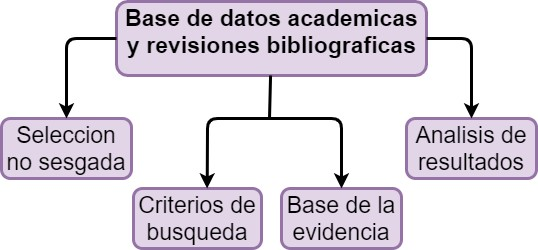 Base de datos academicas
y revisiones bibliograficas
Seleccion
no sesgada
Criterios de
busqueda
Base de la
evidencia
Analisis de
resultados